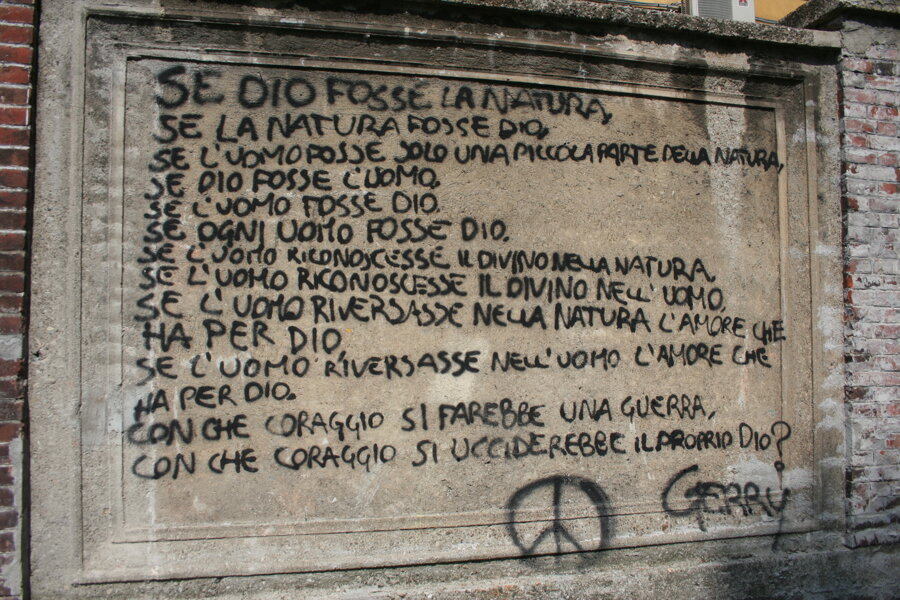 SE DIO FOSSE LA NATURA,
SE LA NATURA FOSSE DIO,
SE L'UOMO FOSSE SOLO UNA PICCOLA PARTE DELLA NATURA,
SE DIO FOSSE L'UOMO,
SE L'UOMO FOSSE DIO.
SE OGNI UOMO FOSSE DIO.
SE L'UOMO RICONOSCESSE IL DIVINO NELLA NATURA,
SE L'UOMO RICONOSCESSE IL DIVINO NELL'UOMO,
SE L'UOMO RIVERSASSE NELLA NATURA L'AMORE CHE
HA PER DIO
SE L'UOMO RIVERSASSE NELL'UOMO L'AMORE CHE
HA PER DIO.
CON CHE CORAGGIO SI FAREBBE UNA GUERRA,
CON CHE CORAGGIO SI UCCIDEREBBE IL PROPRIO DIO?
GERRY